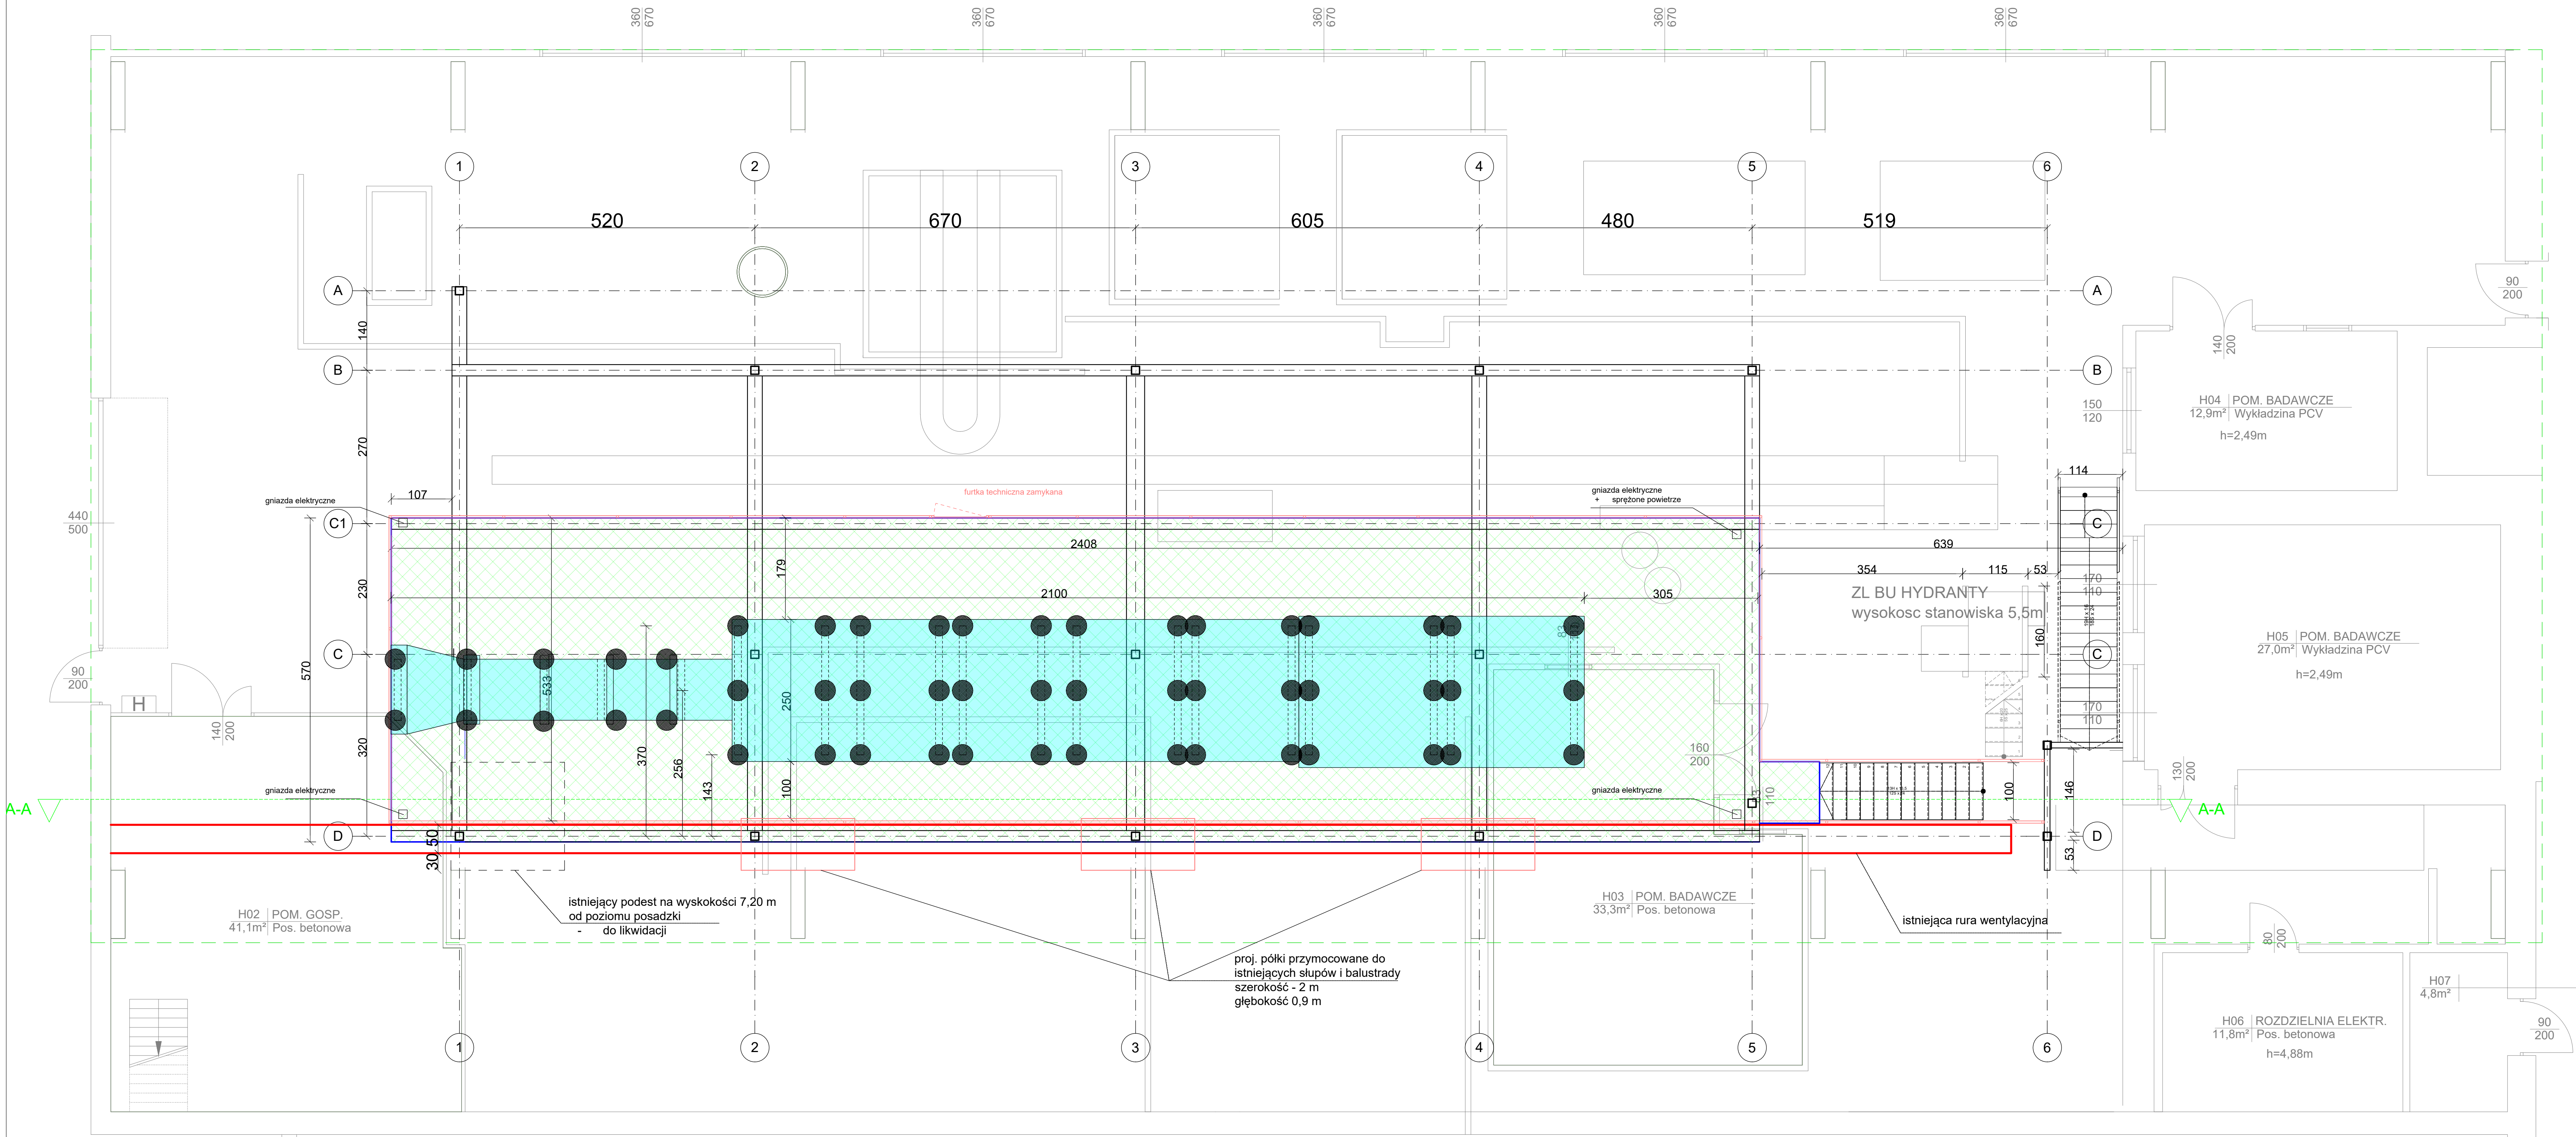 360
670
360
670
360
670
360
670
360
670
1
2
3
4
5
6
520
670
605
480
519
A
A
140
90
200
B
B
140
200
H04 POM. BADAWCZE
12,9m² Wykładzina PCV
h=2,49m
150
120
270
114
107
gniazda elektryczne
furtka techniczna zamykana
gniazda elektryczne
+ sprężone powietrze
440
500
C1
C
2408
639
179
354
115
53
230
2100
305
170
110
ZL BU HYDRANTY
wysokosc stanowiska 5,5m
83
160
H05 POM. BADAWCZE
27,0m² Wykładzina PCV
h=2,49m
C
C
570
90
200
533
250
H
140
200
320
370
256
143
100
160
200
170
110
130
200
gniazda elektryczne
gniazda elektryczne
110
100
146
A-A
A-A
D
D
50
30
53
istniejący podest na wyskokości 7,20 m
od poziomu posadzki
- do likwidacji
H02 POM. GOSP.
41,1m² Pos. betonowa
H03 POM. BADAWCZE
33,3m² Pos. betonowa
istniejąca rura wentylacyjna
80
200
proj. półki przymocowane do
istniejących słupów i balustrady
szerokość - 2 m
głębokość 0,9 m
H07
4,8m²
H06 ROZDZIELNIA ELEKTR.
11,8m² Pos. betonowa
h=4,88m
90
200
1
2
3
4
5
6